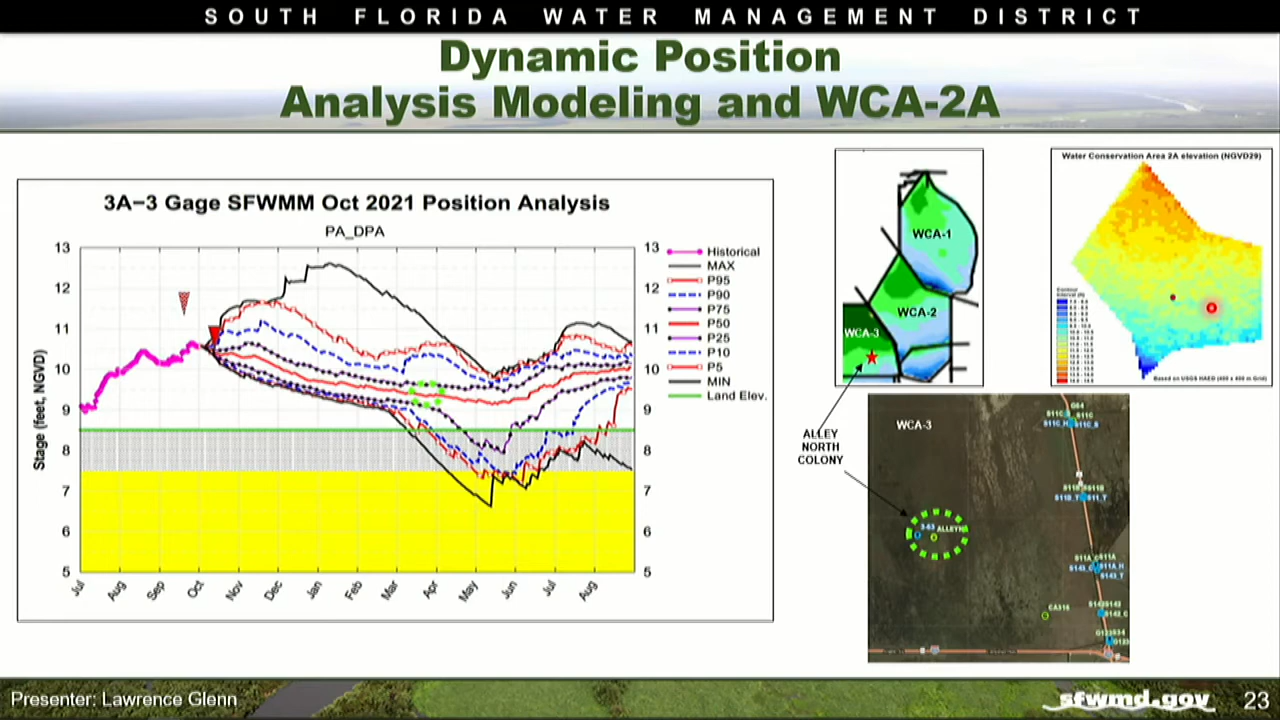 SOUTH FLORIDA WATER MANAGEMENT DISTRICT
Dynamic Position
Analysis Modeling and WCA-2A
3A-3 Gage SFWMM Oct 2021 Position Analysis
PA_DPA
Stage (feet, NGVD)
13
12
11
10
9
8
7
6
5
13
12
11
10
9
8
7
6
5
Jul
Aug
Sep
Oct
Nov
Dec
Jan
Feb
Mar
Apr
May
Jun
Jul
Aug
Historical
MAX
P95
P90
P75
P50
P25
P10
P5
MIN
Land Elev.
WCA-1
WCA-2
WCA-3
ALLEY
NORTH
COLONY
Water Conservation Area 2A elevation (NGVD29)
Based on USGS HAED (400 x 400 m Grid)
WCA-3
3-63
CA316
Presenter: Lawrence Glenn
sfwmd.gov
23